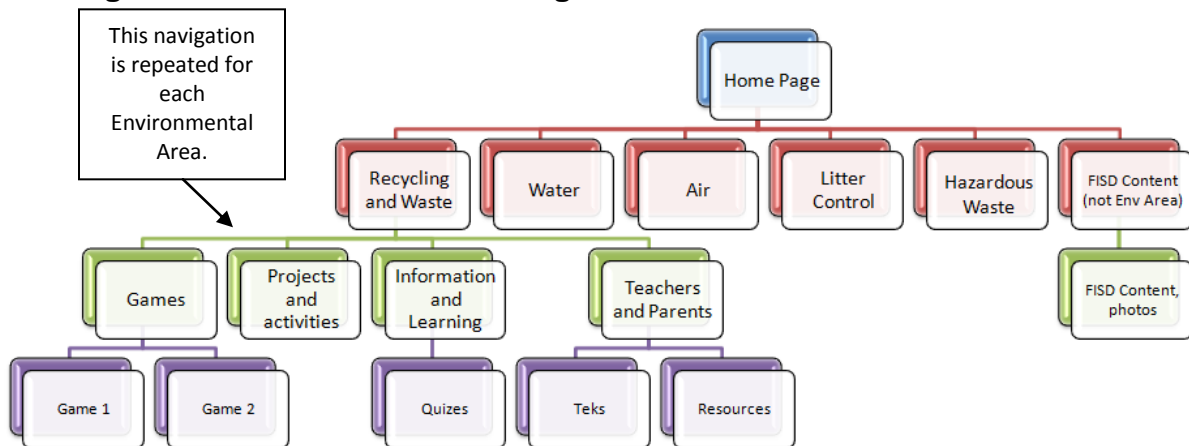 This navigation
is repeated for
each
Environmental
Area.
Home Page
Recycling
and Waste
Water
Air
Litter
Control
Hazardous
Waste
FISD Content
(not Env Area)
Games
Projects
and
activities
Information
and
Learning
Teachers
and Parents
FISD Content,
photos
Game 1
Game 2
Quizes
Teks
Resources